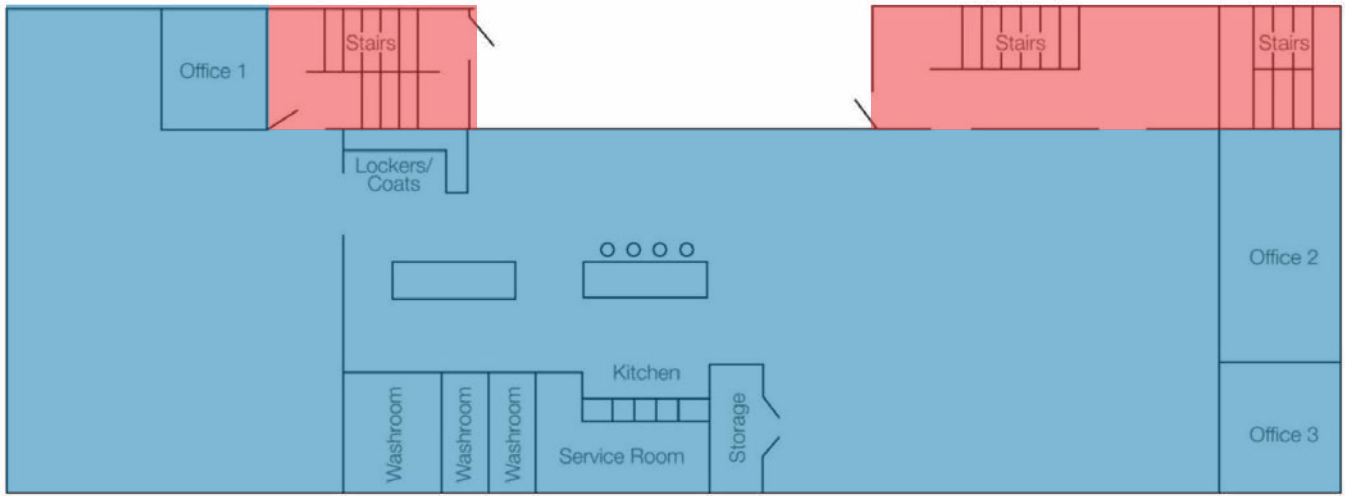 Stairs
Stairs
Stairs
Office 1
Lockers/
Coats
Office 2
Kitchen
Washroom
Washroom
Washroom
Service Room
Storage
Office 3